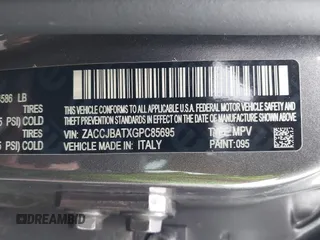 586 LB
TIRES
5 PSI) COLD
TIRES
5 PSI) COLD
THIS VEHICLE CONFORMS TO ALL APPLICABLE U.S.A. FEDERAL MOTOR VEHICLE
SAFETY, BUMPER, AND THEFT PREVENTION STANDARDS IN EFFECT ON THE DATE OF
MANUFACTURE SHOWN ABOVE.
VIN: ZACCJBATXGPC85695
TYPE: MPV
VEHICLE MADE IN: ITALY
PAINT: 095
DREAMBID